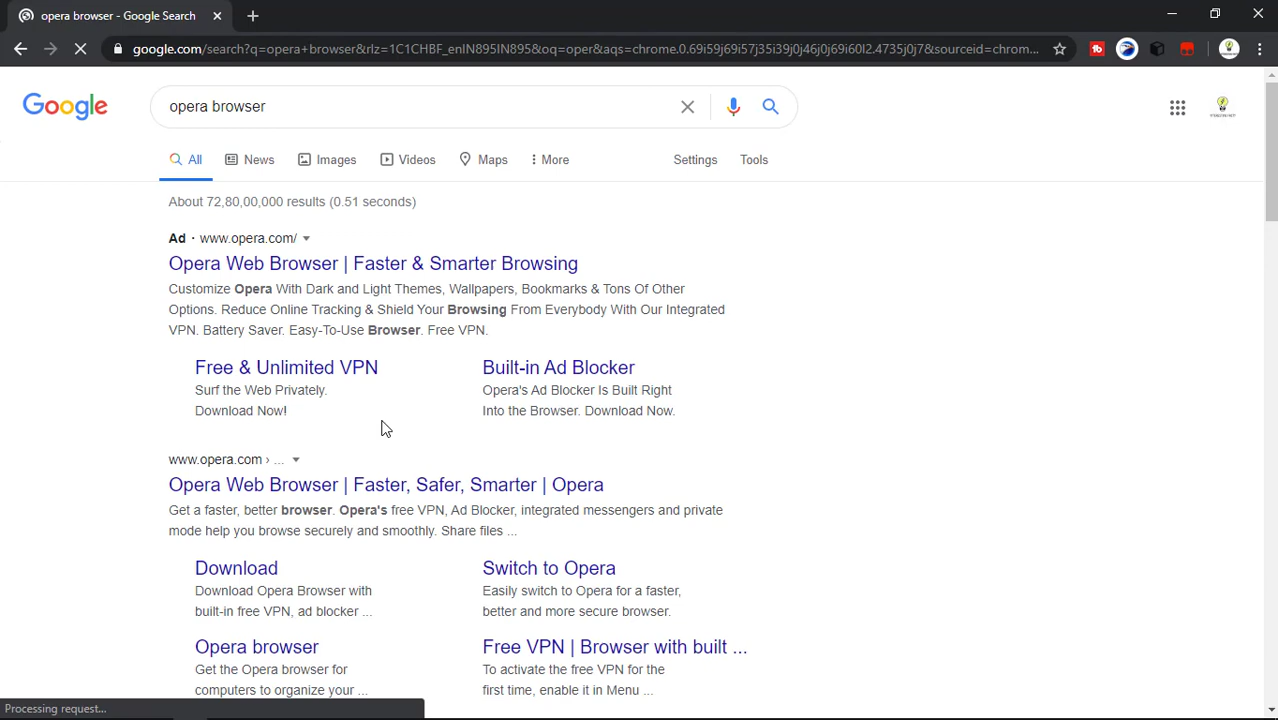 opera browser - Google Search
google.com/search?q=opera+browser&rlz=1C1CHBF_enIN895IN895&oq=oper&aqs=chrome.0.69i59j69i57j35i39j0j46j0j69i60l2.4735j0j7&sourceid=chrom...
Google
opera browser
All News Images Videos Maps More Settings Tools
About 72,80,00,000 results (0.51 seconds)
Ad · www.opera.com/
Opera Web Browser | Faster & Smarter Browsing
Customize Opera With Dark and Light Themes, Wallpapers, Bookmarks & Tons Of Other
Options. Reduce Online Tracking & Shield Your Browsing From Everybody With Our Integrated
VPN. Battery Saver. Easy-To-Use Browser. Free VPN.
Free & Unlimited VPN
Surf the Web Privately.
Download Now!
Built-in Ad Blocker
Opera's Ad Blocker Is Built Right
Into the Browser. Download Now.
www.opera.com › ...
Opera Web Browser | Faster, Safer, Smarter | Opera
Get a faster, better browser. Opera's free VPN, Ad Blocker, integrated messengers and private
mode help you browse securely and smoothly. Share files ...
Download
Download Opera Browser with
built-in free VPN, ad blocker ...
Switch to Opera
Easily switch to Opera for a faster,
better and more secure browser.
Opera browser
Get the Opera browser for
computers to organize your ...
Free VPN | Browser with built ...
To activate the free VPN for the
first time, enable it in Menu ...
Processing request...